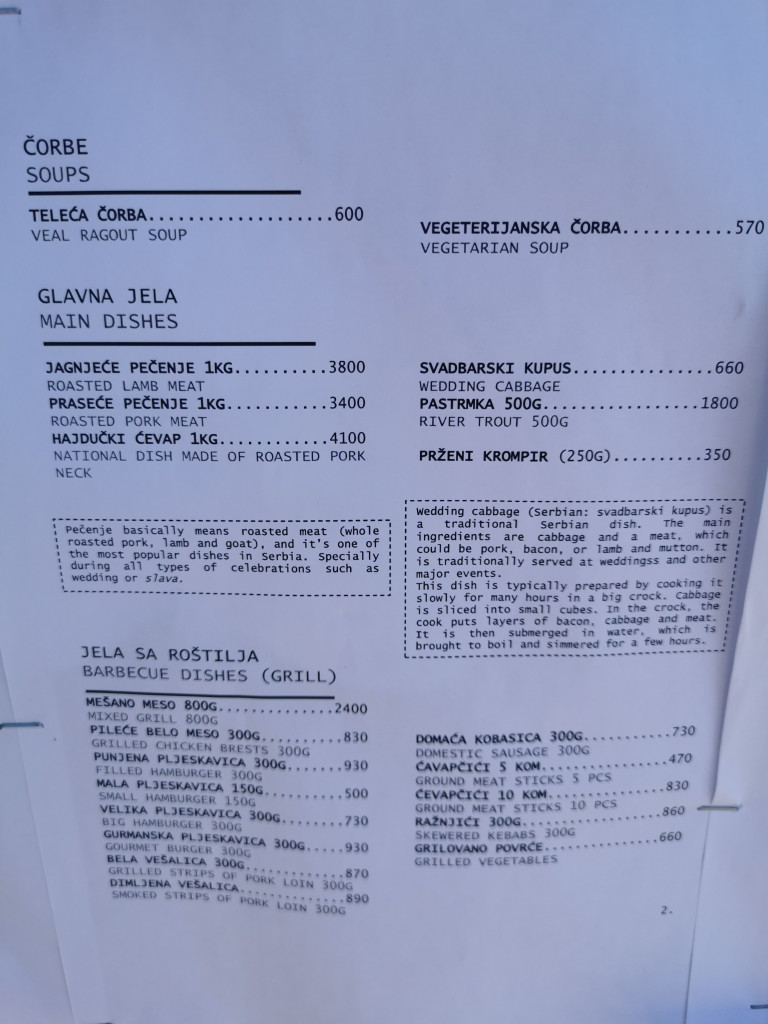 ČORBE
SOUPS
TELEĆA ČORBA...................600
VEAL RAGOUT SOUP
VEGETERIJANSKA ČORBA...........570
VEGETARIAN SOUP
GLAVNA JELA
MAIN DISHES
JAGNJEĆE PEČENJE 1KG..........3800
ROASTED LAMB MEAT
PRASEĆE PEČENJE 1KG...........3400
ROASTED PORK MEAT
HAJDUČKI ĆEVAP 1KG............4100
NATIONAL DISH MADE OF ROASTED PORK
NECK
SVADBARSKI KUPUS...............660
WEDDING CABBAGE
PASTRMKA 500G.................1800
RIVER TROUT 500G
PRŽENI KROMPIR (250G)..........350
Pečenje basically means roasted meat (whole
roasted pork, lamb and goat), and it's one of
the most popular dishes in Serbia. Specially
during all types of celebrations such as
wedding or slava.
Wedding cabbage (Serbian: svadbarski kupus) is
a traditional Serbian dish. The main
ingredients are cabbage and a meat, which
could be pork, bacon, or lamb and mutton. It
is traditionally served at weddingss and other
major events.
This dish is typically prepared by cooking it
slowly for many hours in a big crock. Cabbage
is sliced into small cubes. In the crock, the
cook puts layers of bacon, cabbage and meat.
It is then submerged in water, which is
brought to boil and simmered for a few hours.
JELA SA ROŠTILJA
BARBECUE DISHES (GRILL)
MEŠANO MESO 800G..............2400
MIXED GRILL 800G
PILEĆE BELO MESO 300G..........830
GRILLED CHICKEN BRESTS 300G
PUNJENA PLJESKAVICA 300G.......930
FILLED HAMBURGER 300G
MALA PLJESKAVICA 150G..........500
SMALL HAMBURGER 150G
VELIKA PLJESKAVICA 300G........730
BIG HAMBURGER 300G
GURMANSKA PLJESKAVICA 300G.....930
GOURMET BURGER 300G
BELA VEŠALICA 300G.............870
GRILLED STRIPS OF PORK LOIN 300G
DIMLJENA VEŠALICA..............890
SMOKED STRIPS OF PORK LOIN 300G
DOMAĆA KOBASICA 300G...........730
DOMESTIC SAUSAGE 300G
ĆAVAPČIĆI 5 KOM................470
GROUND MEAT STICKS 5 PCS
ĆEVAPČIĆI 10 KOM...............830
GROUND MEAT STICKS 10 PCS
RAŽNJIĆI 300G..................860
SKEWERED KEBABS 300G
GRILOVANO POVRĆE...............660
GRILLED VEGETABLES
2.